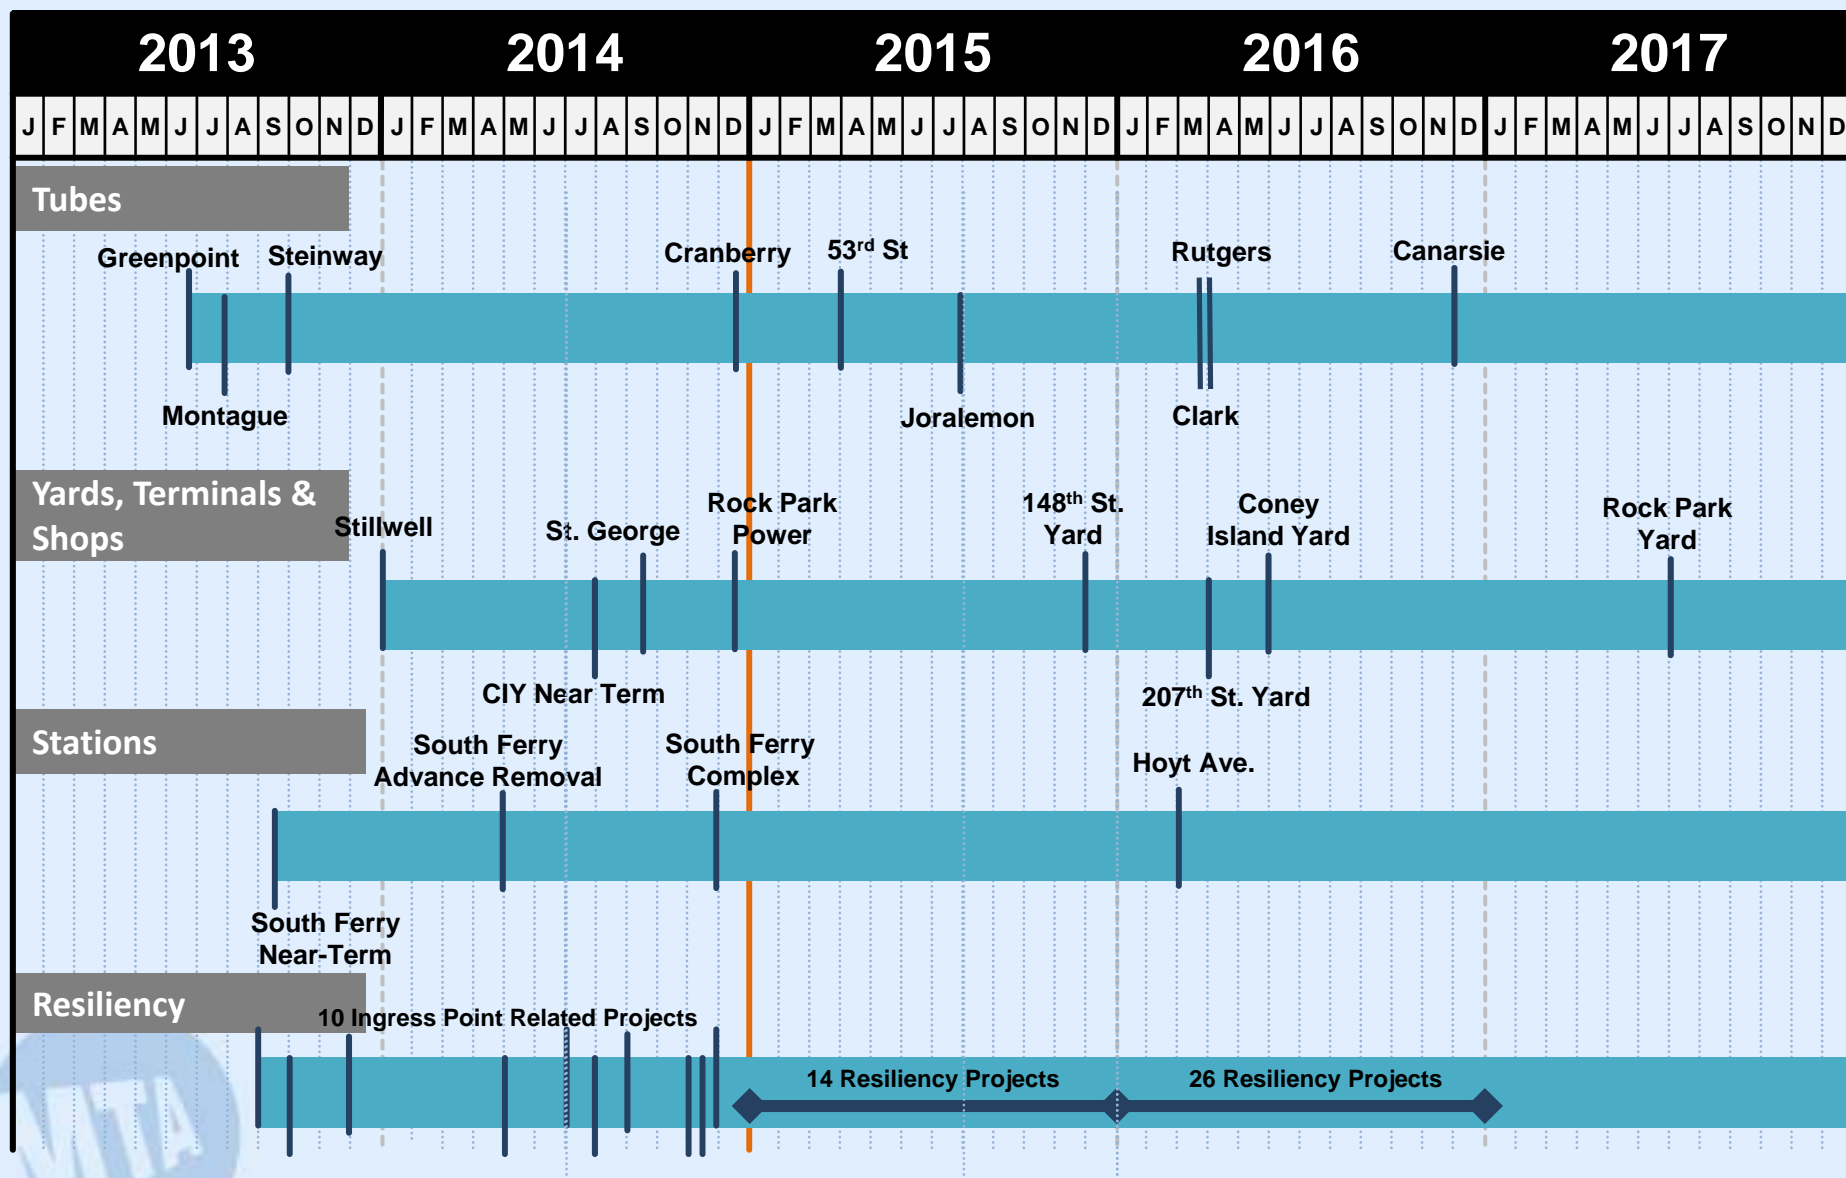 2013 2014 2015 2016 2017
J F M A M J J A S O N D J F M A M J J A S O N D J F M A M J J A S O N D J F M A M J J A S O N D J F M A M J J A S O N D
Tubes
Greenpoint Steinway Cranberry 53rd St Rutgers Canarsie
Montague Joralemon Clark
Yards, Terminals &
Shops
Stillwell St. George
Rock Park
Power
148th St.
Yard
Coney
Island Yard
Rock Park
Yard
CIY Near Term 207th St. Yard
Stations
South Ferry
Advance Removal
South Ferry
Complex
Hoyt Ave.
South Ferry
Near-Term
Resiliency
10 Ingress Point Related Projects
14 Resiliency Projects 26 Resiliency Projects
MTA